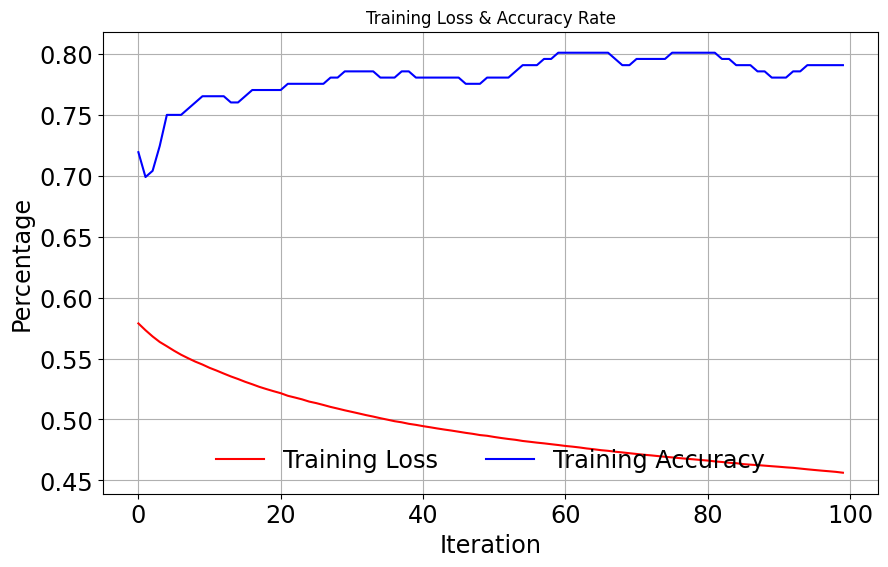 Training Loss & Accuracy Rate
0.80
0.75
0.70
0.65
0.60
0.55
0.50
0.45
Percentage
Training Loss Training Accuracy
0 20 40 60 80 100
Iteration